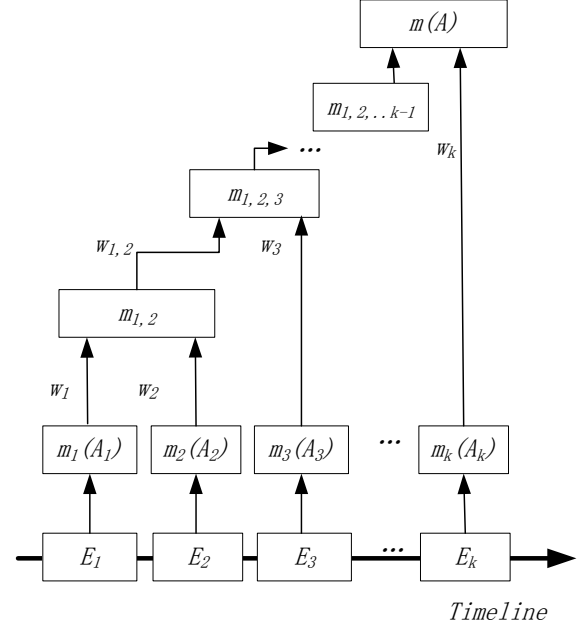 m(A)
m1,2,..k-1
...
wk
m1,2,3
w1,2
w3
m1,2
w1
w2
m1(A1)
m2(A2)
m3(A3)
...
mk(Ak)
E1
E2
E3
...
Ek
Timeline